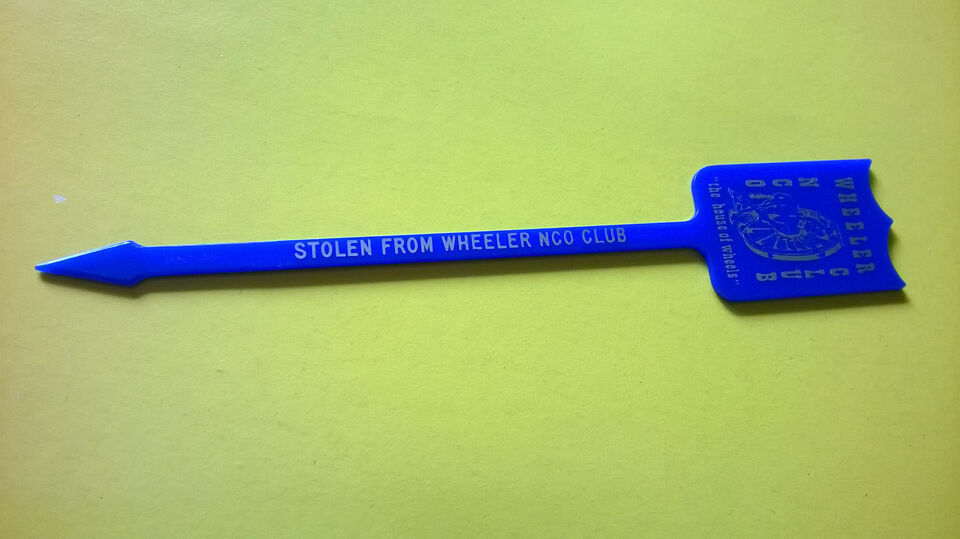 STOLEN FROM WHEELER NCO CLUB
WHEELER
NCO CLUB
"the house of wheels"